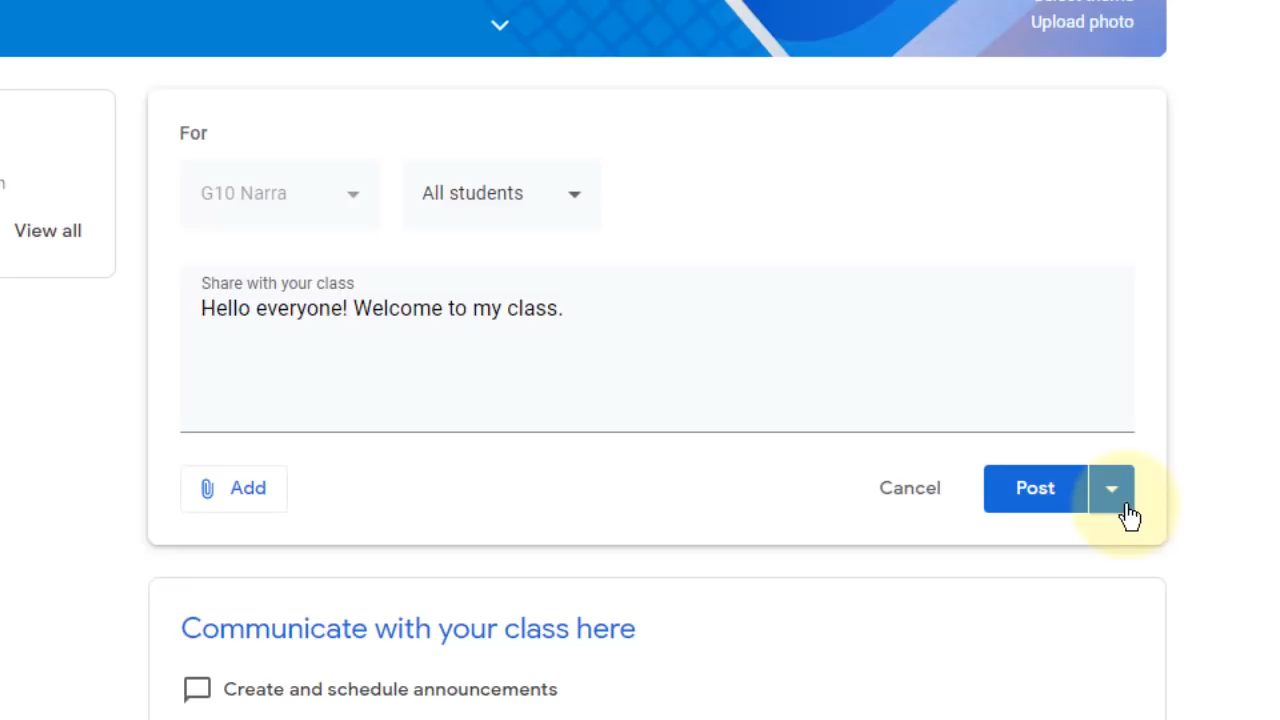 Upload photo
For
G10 Narra
All students
View all
Share with your class
Hello everyone! Welcome to my class.
Add
Cancel
Post
Communicate with your class here
Create and schedule announcements